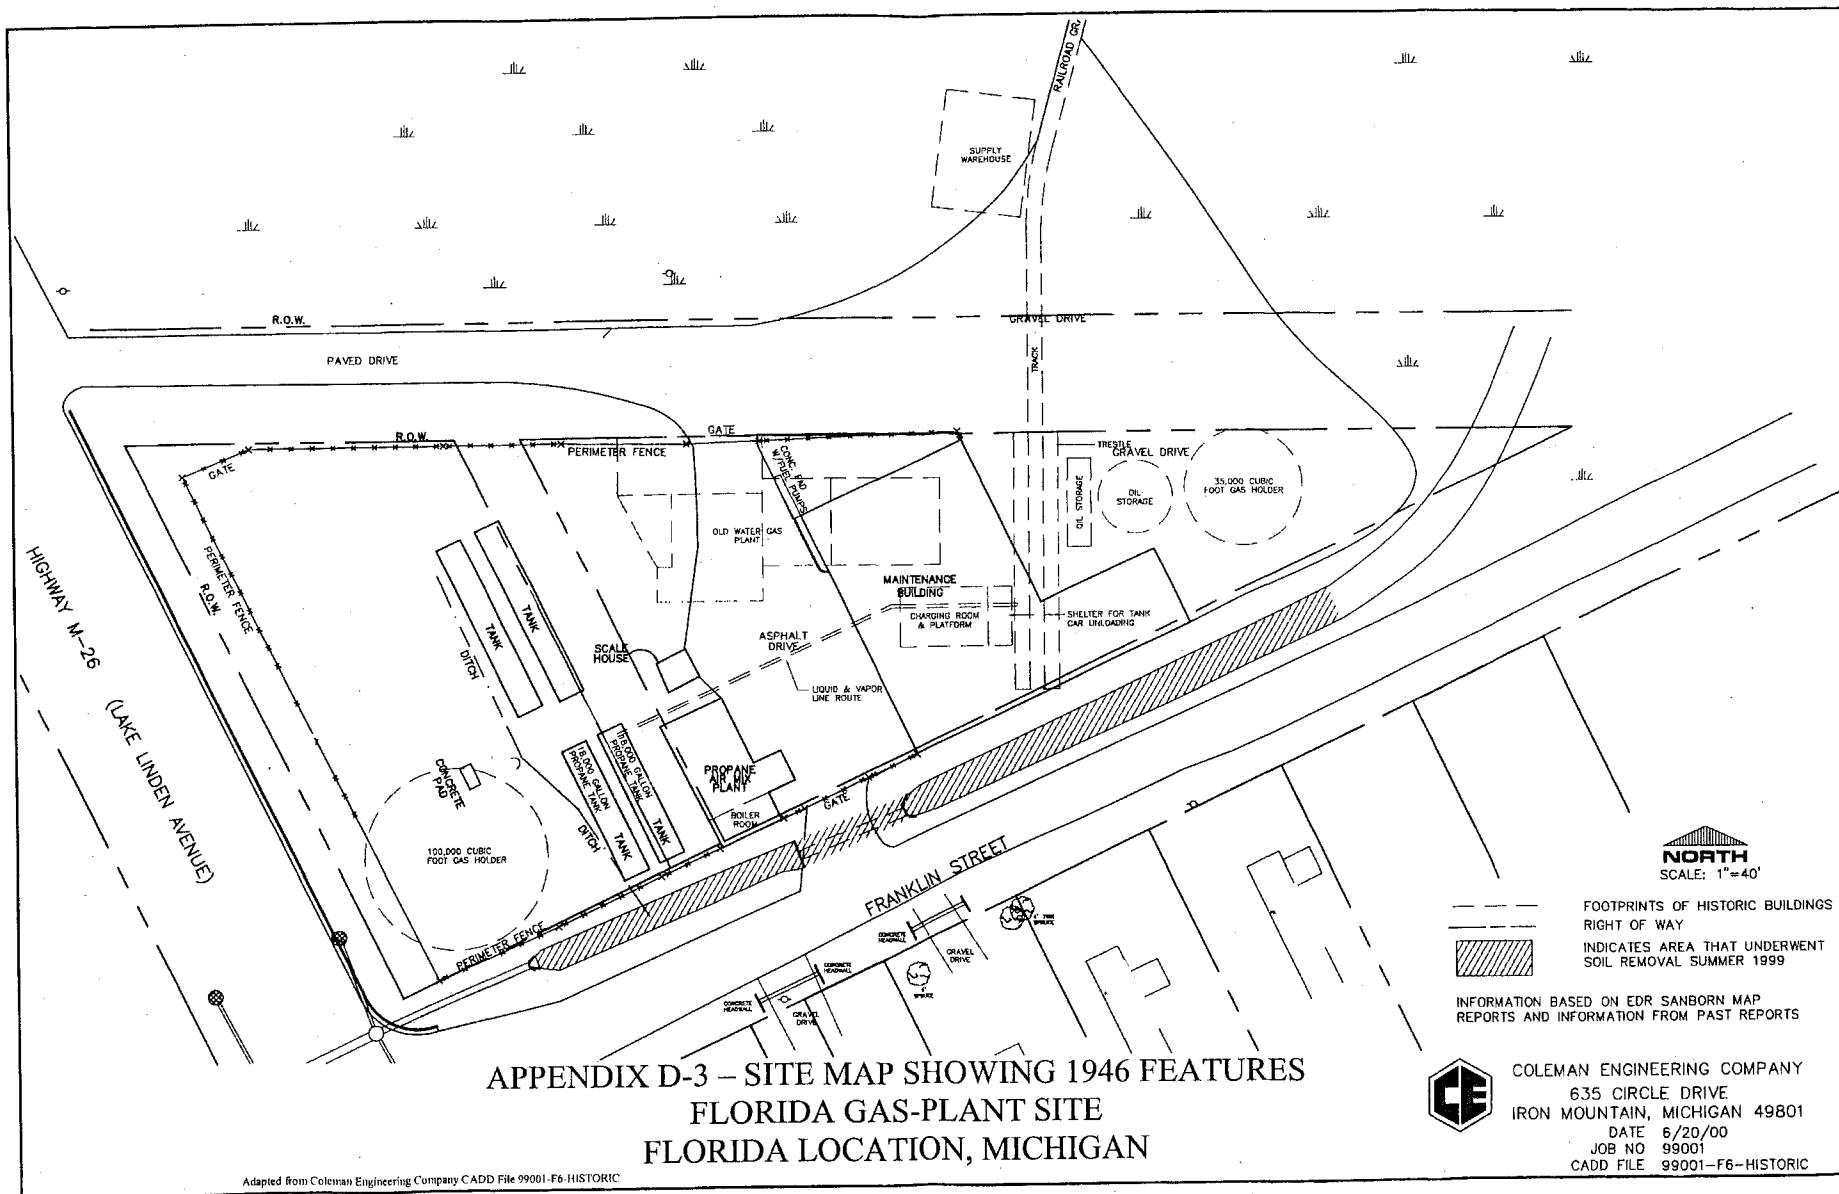 RAILROAD GR.
SUPPLY
WAREHOUSE
R.O.W.
GRAVEL DRIVE
PAVED DRIVE
TRACK
R.O.W.
GATE
PERIMETER FENCE
GATE
CONC. PAD
W/FUEL PUMPS
TRESTLE
GRAVEL DRIVE
OIL STORAGE
OIL
STORAGE
35,000 CUBIC
FOOT GAS HOLDER
OLD WATER GAS
PLANT
HIGHWAY M-26 (LAKE LINDEN AVENUE)
PERIMETER FENCE
R.O.W.
TANK
TANK
DITCH
SCALE
HOUSE
MAINTENANCE
BUILDING
CHARGING ROOM
& PLATFORM
SHELTER FOR TANK
CAR UNLOADING
ASPHALT
DRIVE
LIQUID & VAPOR
LINE ROUTE
CONCRETE
PAD
18,000 GALLON
PROPANE TANK
18,000 GALLON
PROPANE TANK
TANK
TANK
PROPANE
AIR MIX
PLANT
BOILER
ROOM
GATE
DITCH
100,000 CUBIC
FOOT GAS HOLDER
PERIMETER FENCE
FRANKLIN STREET
CONCRETE
HEADWALL
GRAVEL
DRIVE
SPRUCE
CONCRETE
HEADWALL
SPRUCE
CONCRETE
HEADWALL
GRAVEL
DRIVE
NORTH
SCALE: 1"=40'
FOOTPRINTS OF HISTORIC BUILDINGS
RIGHT OF WAY
INDICATES AREA THAT UNDERWENT
SOIL REMOVAL SUMMER 1999
INFORMATION BASED ON EDR SANBORN MAP
REPORTS AND INFORMATION FROM PAST REPORTS
APPENDIX D-3 – SITE MAP SHOWING 1946 FEATURES
FLORIDA GAS-PLANT SITE
FLORIDA LOCATION, MICHIGAN
CE
COLEMAN ENGINEERING COMPANY
635 CIRCLE DRIVE
IRON MOUNTAIN, MICHIGAN 49801
DATE 6/20/00
JOB NO 99001
CADD FILE 99001-F6-HISTORIC
Adapted from Coleman Engineering Company CADD File 99001-F6-HISTORIC